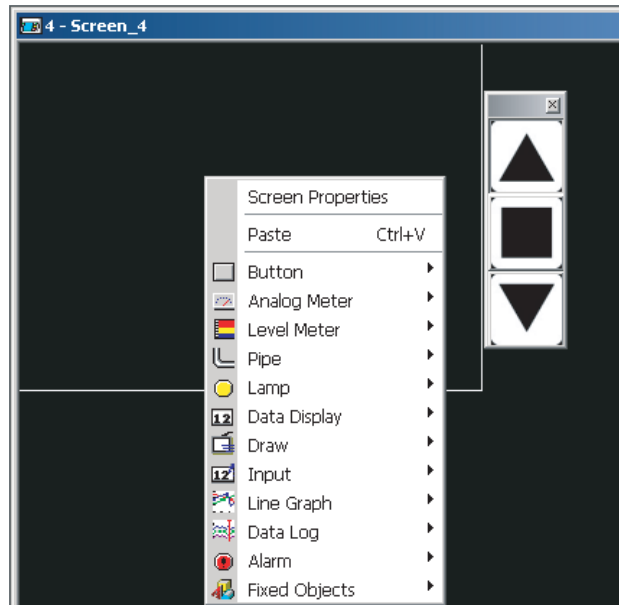 4 - Screen_4
Screen Properties
Paste Ctrl+V
Button
Analog Meter
Level Meter
Pipe
Lamp
12 Data Display
Draw
12 Input
Line Graph
Data Log
Alarm
Fixed Objects